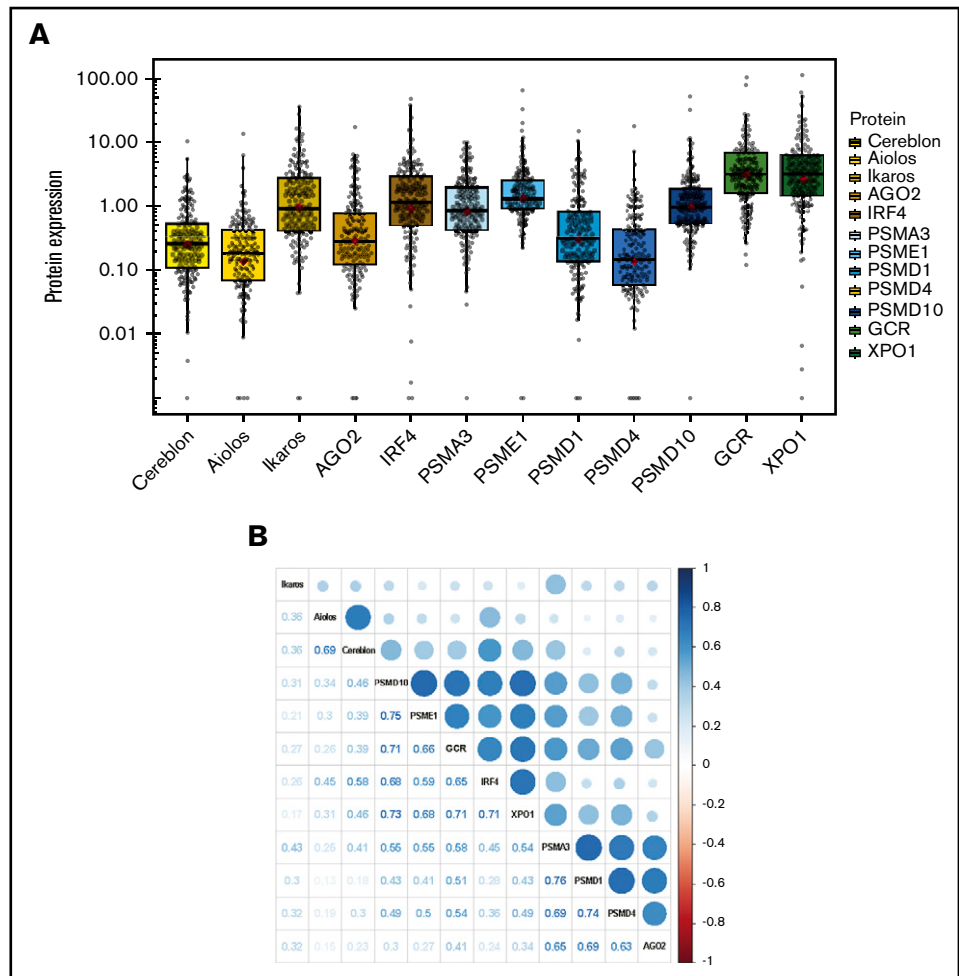 A
Protein expression
100.00
10.00
1.00
0.10
0.01
Cereblon
Aiolos
Ikaros
AGO2
IRF4
PSMA3
PSME1
PSMD1
PSMD4
PSMD10
GCR
XPO1
Protein
Cereblon
Aiolos
Ikaros
AGO2
IRF4
PSMA3
PSME1
PSMD1
PSMD4
PSMD10
GCR
XPO1
B
Ikaros
0.36 Aiolos
0.36 0.69 Cereblon
0.31 0.34 0.46 PSMD10
0.21 0.3 0.39 0.75 PSME1
0.27 0.26 0.39 0.71 0.66 GCR
0.26 0.45 0.58 0.68 0.59 0.65 IRF4
0.17 0.31 0.46 0.73 0.68 0.71 0.71 XPO1
0.43 0.26 0.41 0.55 0.55 0.58 0.45 0.54 PSMA3
0.3 0.13 0.18 0.43 0.41 0.51 0.28 0.43 0.76 PSMD1
0.32 0.19 0.3 0.49 0.5 0.54 0.36 0.49 0.69 0.74 PSMD4
0.32 0.15 0.23 0.3 0.27 0.41 0.24 0.34 0.65 0.69 0.63 AGO2
1
0.8
0.6
0.4
0.2
0
-0.2
-0.4
-0.6
-0.8
-1